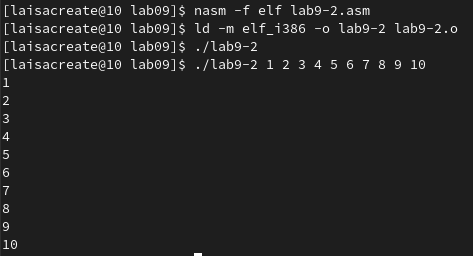 [laisacreate@10 lab09]$ nasm -f elf lab9-2.asm
[laisacreate@10 lab09]$ ld -m elf_i386 -o lab9-2 lab9-2.o
[laisacreate@10 lab09]$ ./lab9-2
[laisacreate@10 lab09]$ ./lab9-2 1 2 3 4 5 6 7 8 9 10
1
2
3
4
5
6
7
8
9
10